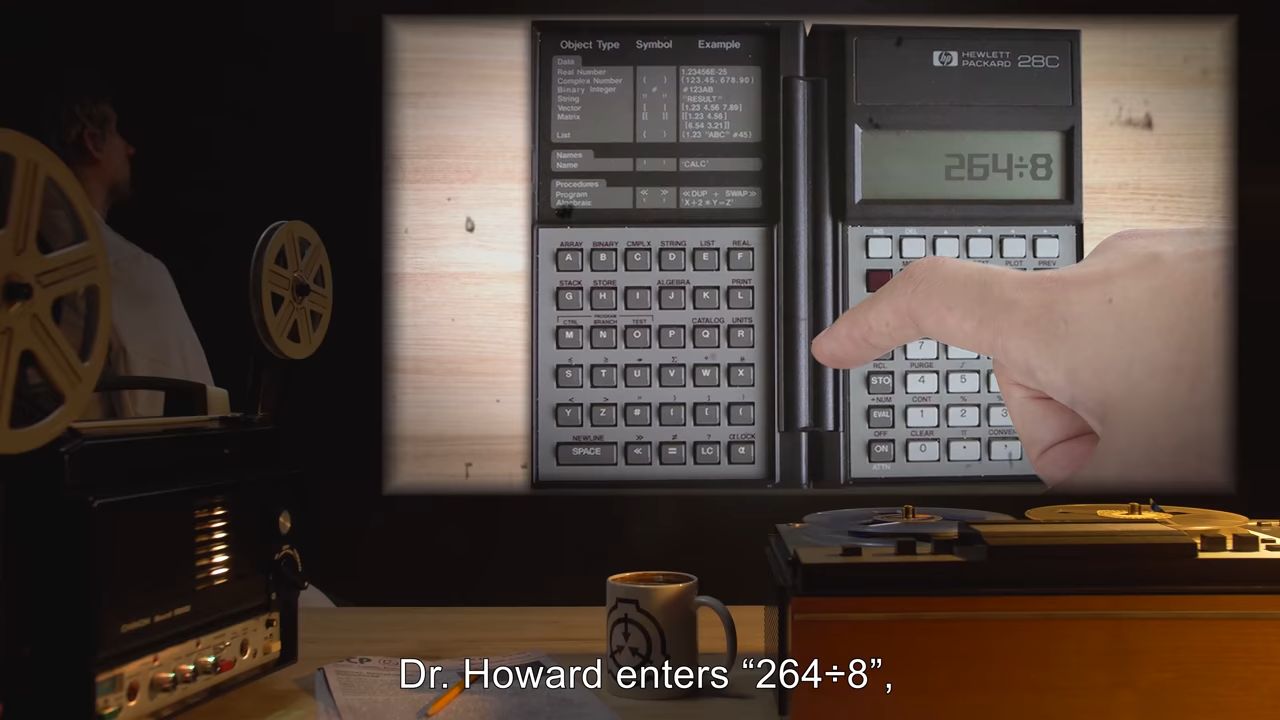 Object Type Symbol Example
Data
Real Number 1.23456E-25
Complex Number ( ) (123.45, 678.90)
Binary Integer # #123AB
String " " "RESULT"
Vector [ ] [1.23 4.56 7.89]
Matrix [[ ]] [[1.23 4.56]
[6.54 3.21]]
List { } {1.23 "ABC" #45}
Names
Name ' ' 'CALC'
Procedures
Program « » «DUP + SWAP»
Algebraic ' ' 'X+2*Y=Z'
hp HEWLETT
PACKARD 28C
264÷8
ARRAY BINARY CMPLX STRING LIST REAL
A B C D E F
STACK STORE ALGEBRA PRINT
G H I J K L
CTRL PROGRAM BRANCH TEST CATALOG UNITS
M N O P Q R
S T U V W X
Y Z # ( [ {
NEWLINE α LOCK
SPACE « = LC α
INS DEL
PLOT PREV
7
RCL PURGE
STO 4 5
→NUM CONT %
EVAL 1 2 3
OFF CLEAR π CONVERT
ON 0 . ,
ATTN
Dr. Howard enters “264÷8”,